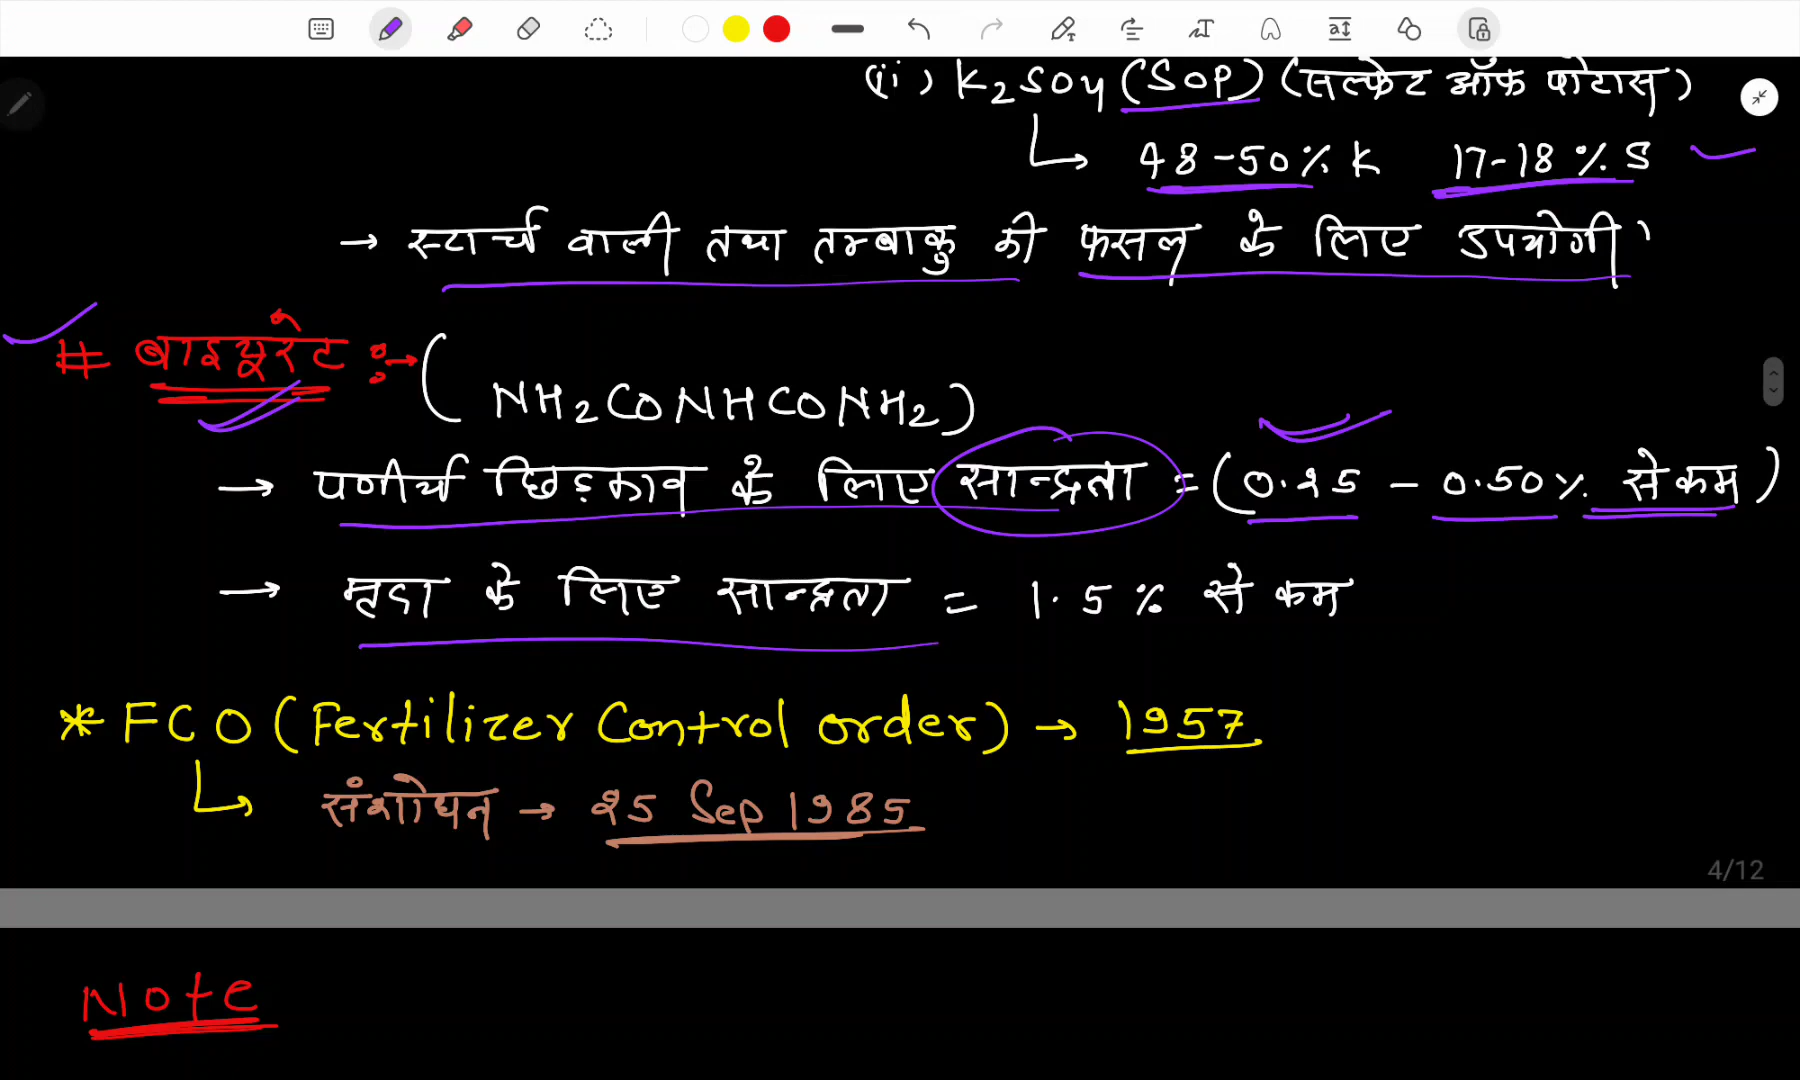 (ii) K2SO4 (SOP) (सल्फेट ऑफ पोटास)
48-50% K 17-18% S
→ स्टार्च वाली तथा तम्बाकु की फसल के लिए उपयोगी
# बाइयूरेट :→ (NH2CONHCONH2)
→ पर्णीय छिड़काव के लिए सान्द्रता = (0.25 - 0.50% से कम)
→ मृदा के लिए सान्द्रता = 1.5% से कम
* FCO (Fertilizer Control order) → 1957
संशोधन → 25 Sep 1985
4/12
Note